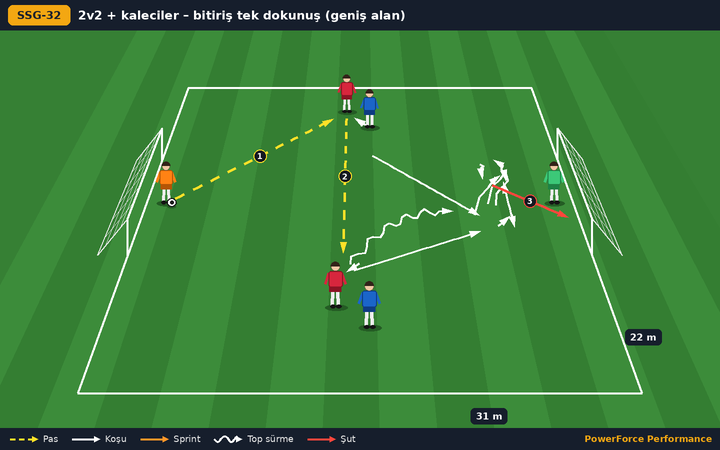 SSG-32 2v2 + kaleciler – bitiriş tek dokunuş (geniş alan)
1
2
3
22 m
31 m
Pas Koşu Sprint Top sürme Şut PowerForce Performance